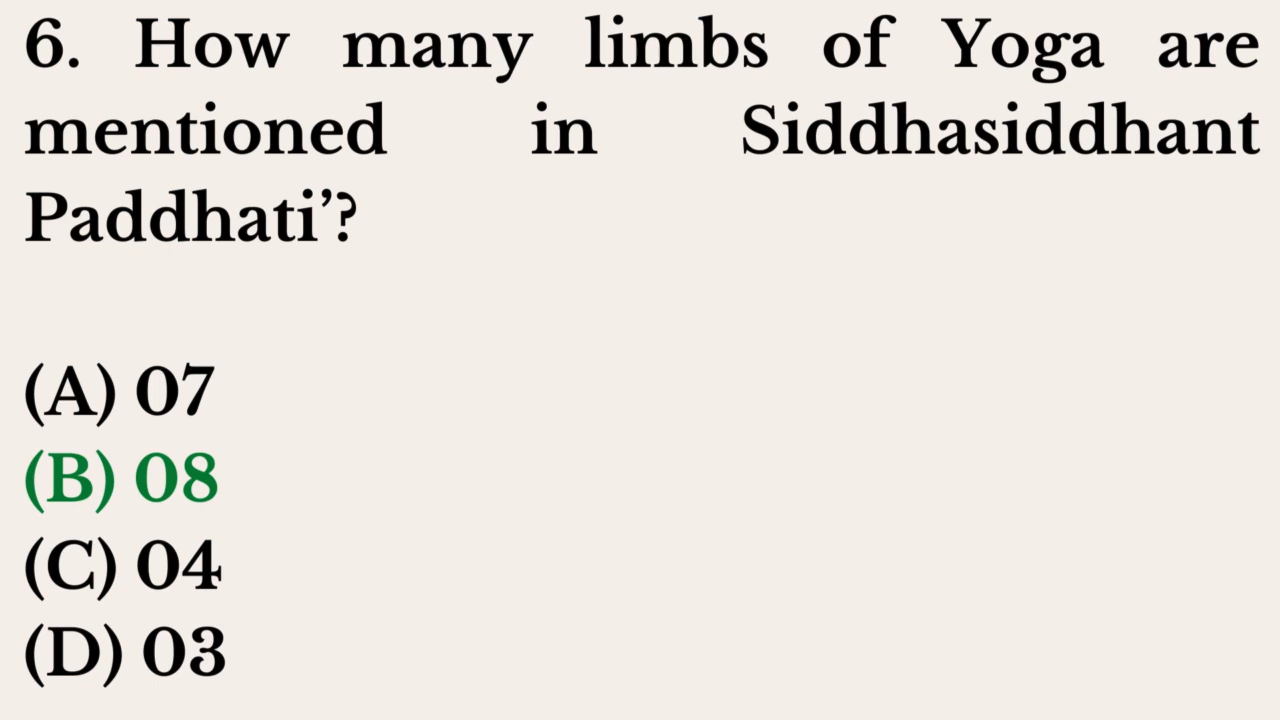 6. How many limbs of Yoga are
mentioned in Siddhasiddhant
Paddhati’?
(A) 07
(B) 08
(C) 04
(D) 03